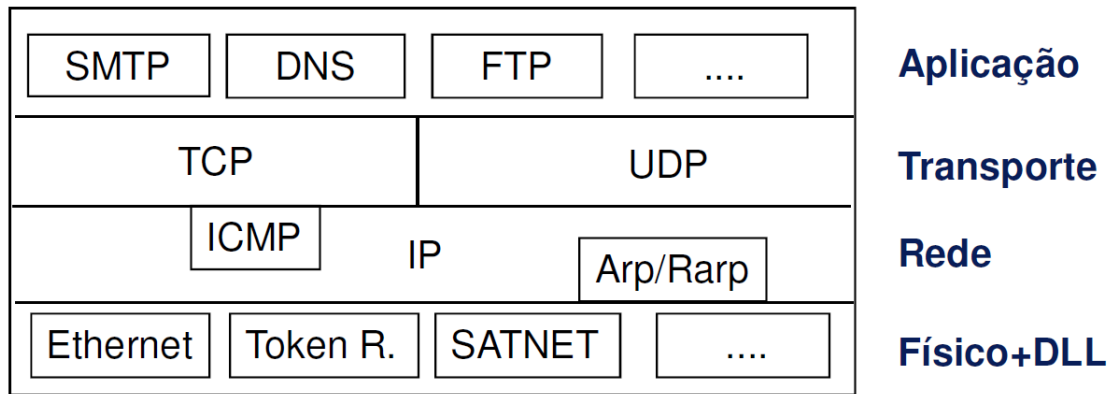 SMTP DNS FTP .... Aplicação
TCP UDP Transporte
ICMP IP Arp/Rarp Rede
Ethernet Token R. SATNET .... Físico+DLL